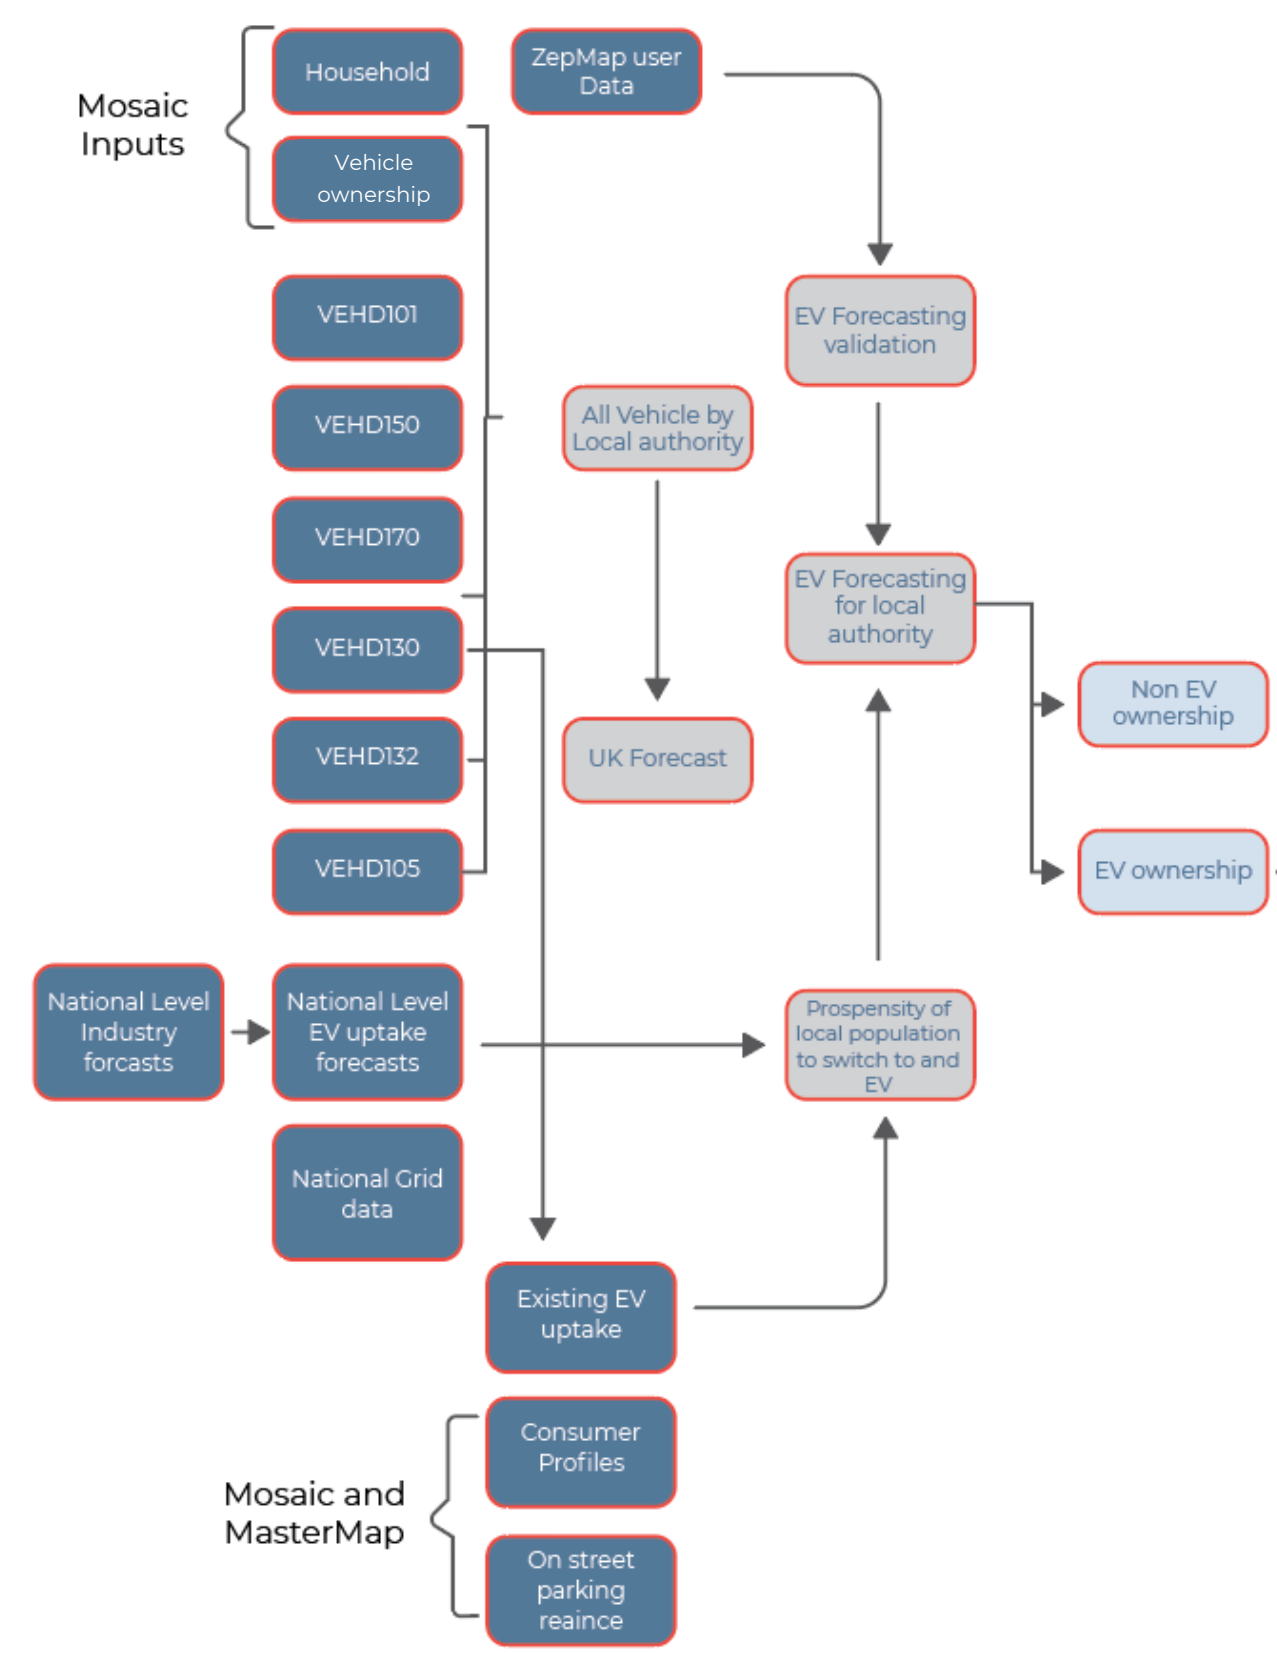 Mosaic
Inputs
Household
ZepMap user
Data
Vehicle
ownership
VEHD101
EV Forecasting
validation
VEHD150
All Vehicle by
Local authority
VEHD170
EV Forecasting
for local
authority
VEHD130
Non EV
ownership
VEHD132
UK Forecast
VEHD105
EV ownership
National Level
Industry
forcasts
National Level
EV uptake
forecasts
Prospensity of
local population
to switch to and
EV
National Grid
data
Existing EV
uptake
Mosaic and
MasterMap
Consumer
Profiles
On street
parking
reaince